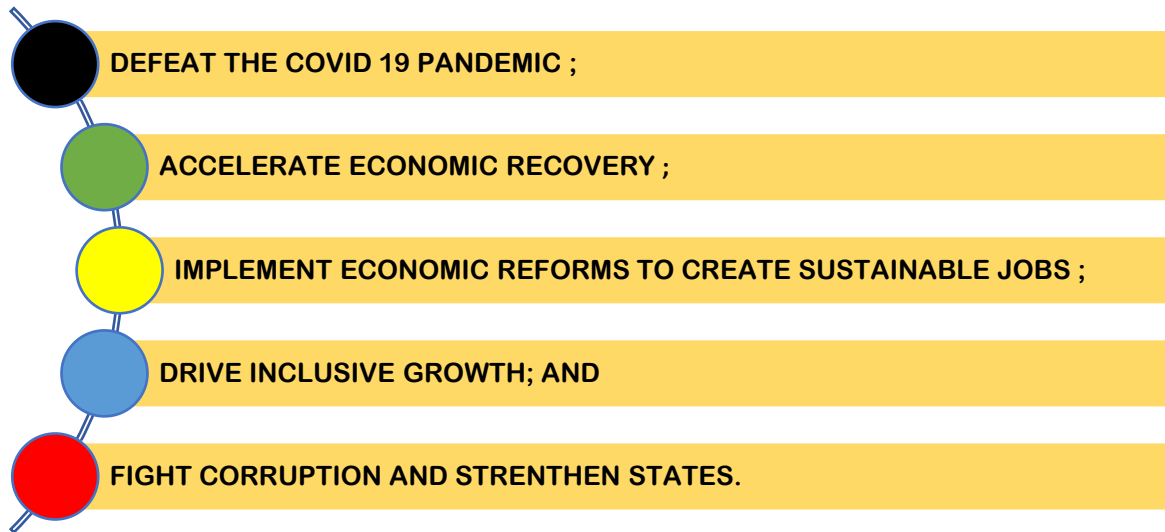 DEFEAT THE COVID 19 PANDEMIC ;
ACCELERATE ECONOMIC RECOVERY ;
IMPLEMENT ECONOMIC REFORMS TO CREATE SUSTAINABLE JOBS ;
DRIVE INCLUSIVE GROWTH; AND
FIGHT CORRUPTION AND STRENTHEN STATES.